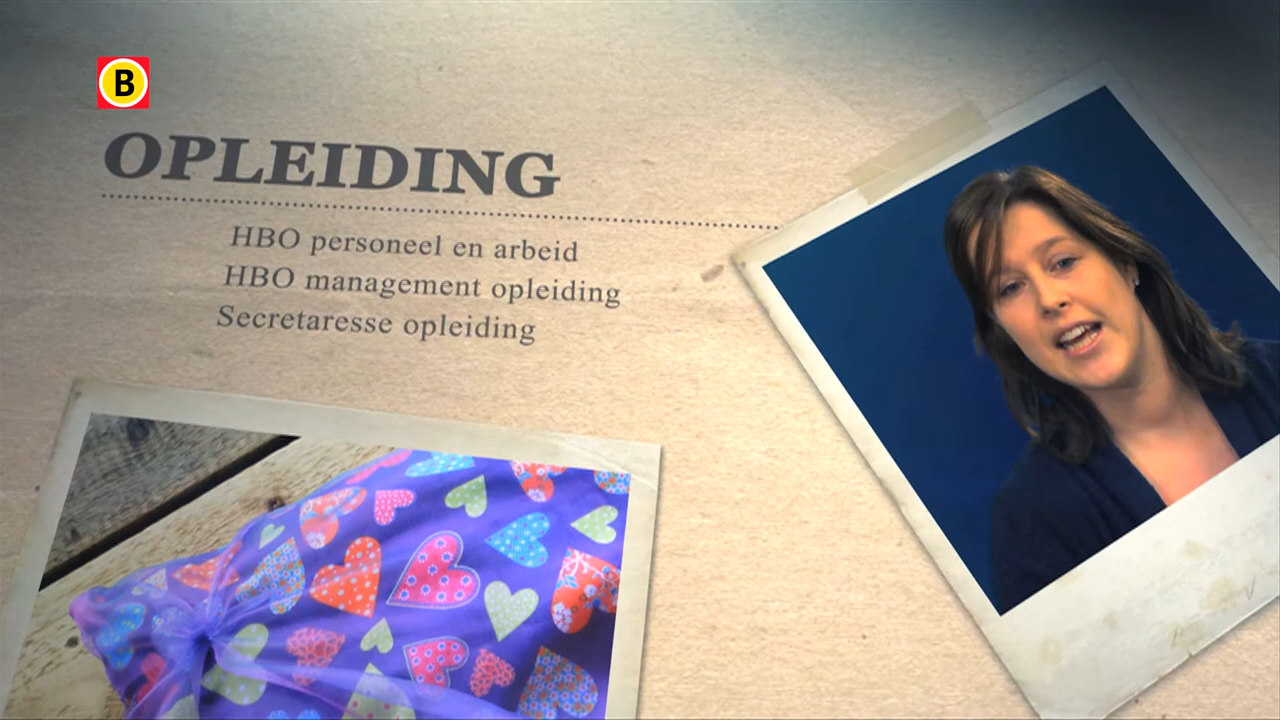 B
OPLEIDING
HBO personeel en arbeid
HBO management opleiding
Secretaresse opleiding